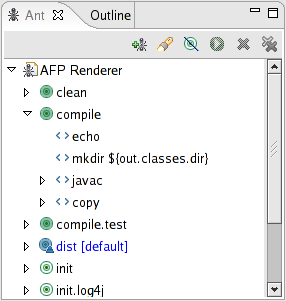 Ant
Outline
AFP Renderer
clean
compile
echo
mkdir ${out.classes.dir}
javac
copy
compile.test
dist [default]
init
init.log4j